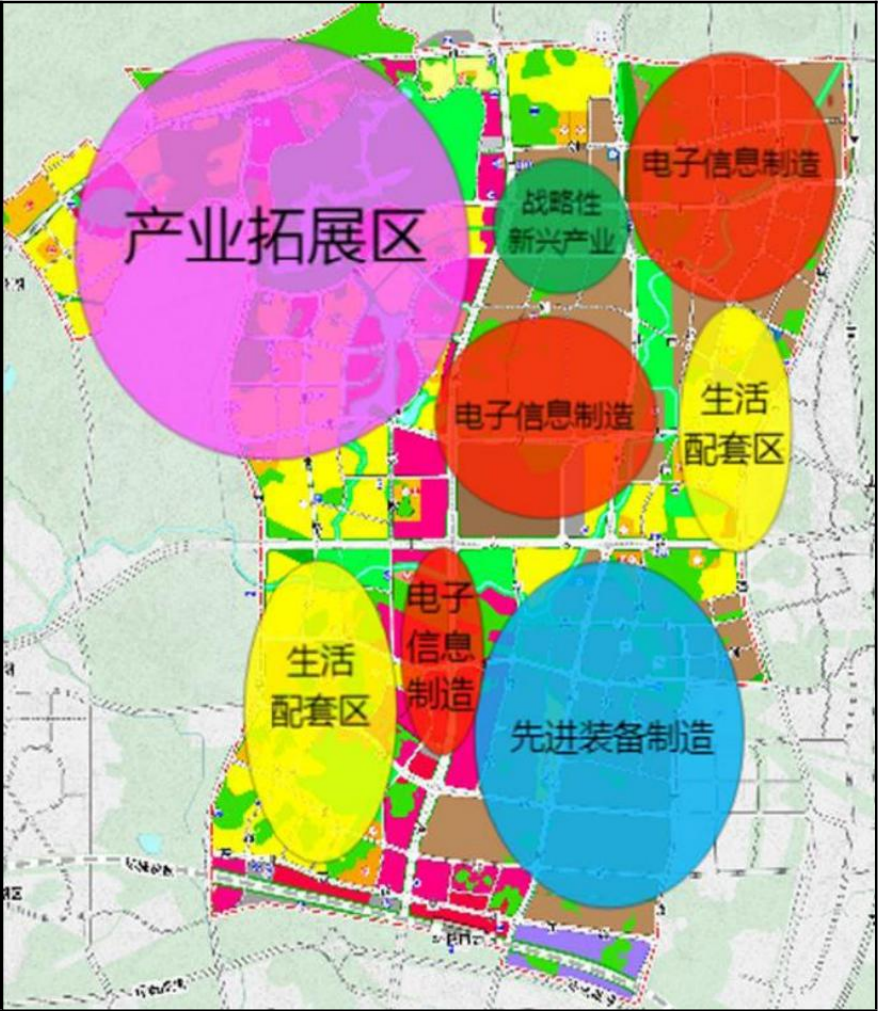 电子信息制造
战略性
新兴产业
产业拓展区
生活
配套区
电子信息制造
电子
信息
制造
生活
配套区
先进装备制造